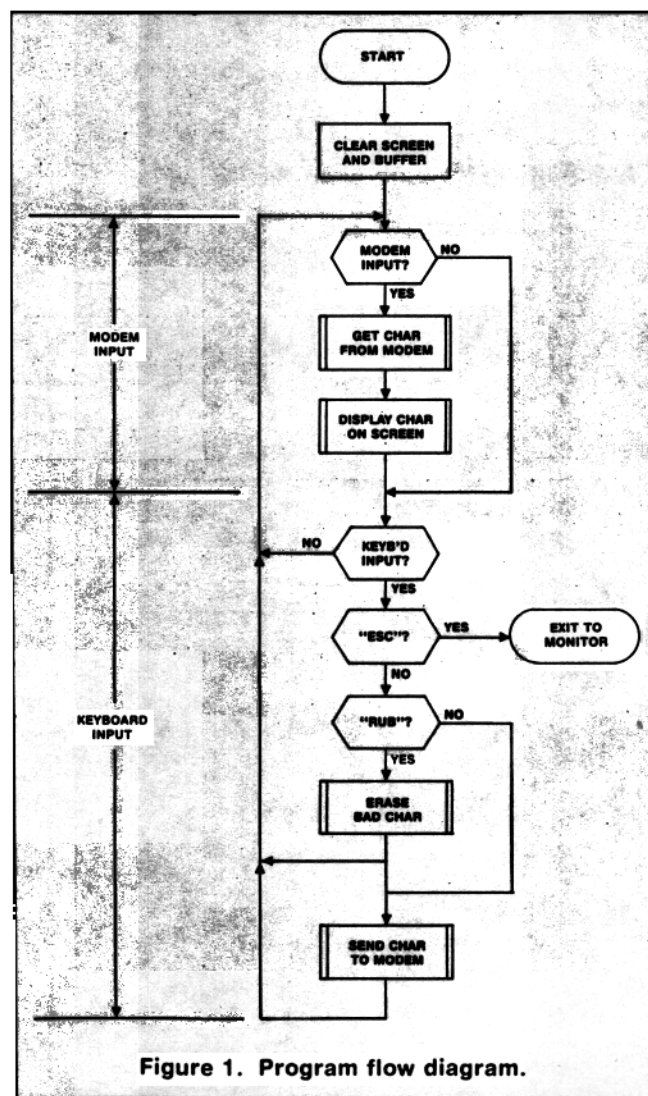 START
CLEAR SCREEN
AND BUFFER
MODEM
INPUT?
NO
YES
MODEM
INPUT
GET CHAR
FROM MODEM
DISPLAY CHAR
ON SCREEN
NO
KEYB'D
INPUT?
YES
"ESC"?
YES
EXIT TO
MONITOR
NO
KEYBOARD
INPUT
"RUB"?
NO
YES
ERASE
BAD CHAR
SEND CHAR
TO MODEM
Figure 1. Program flow diagram.